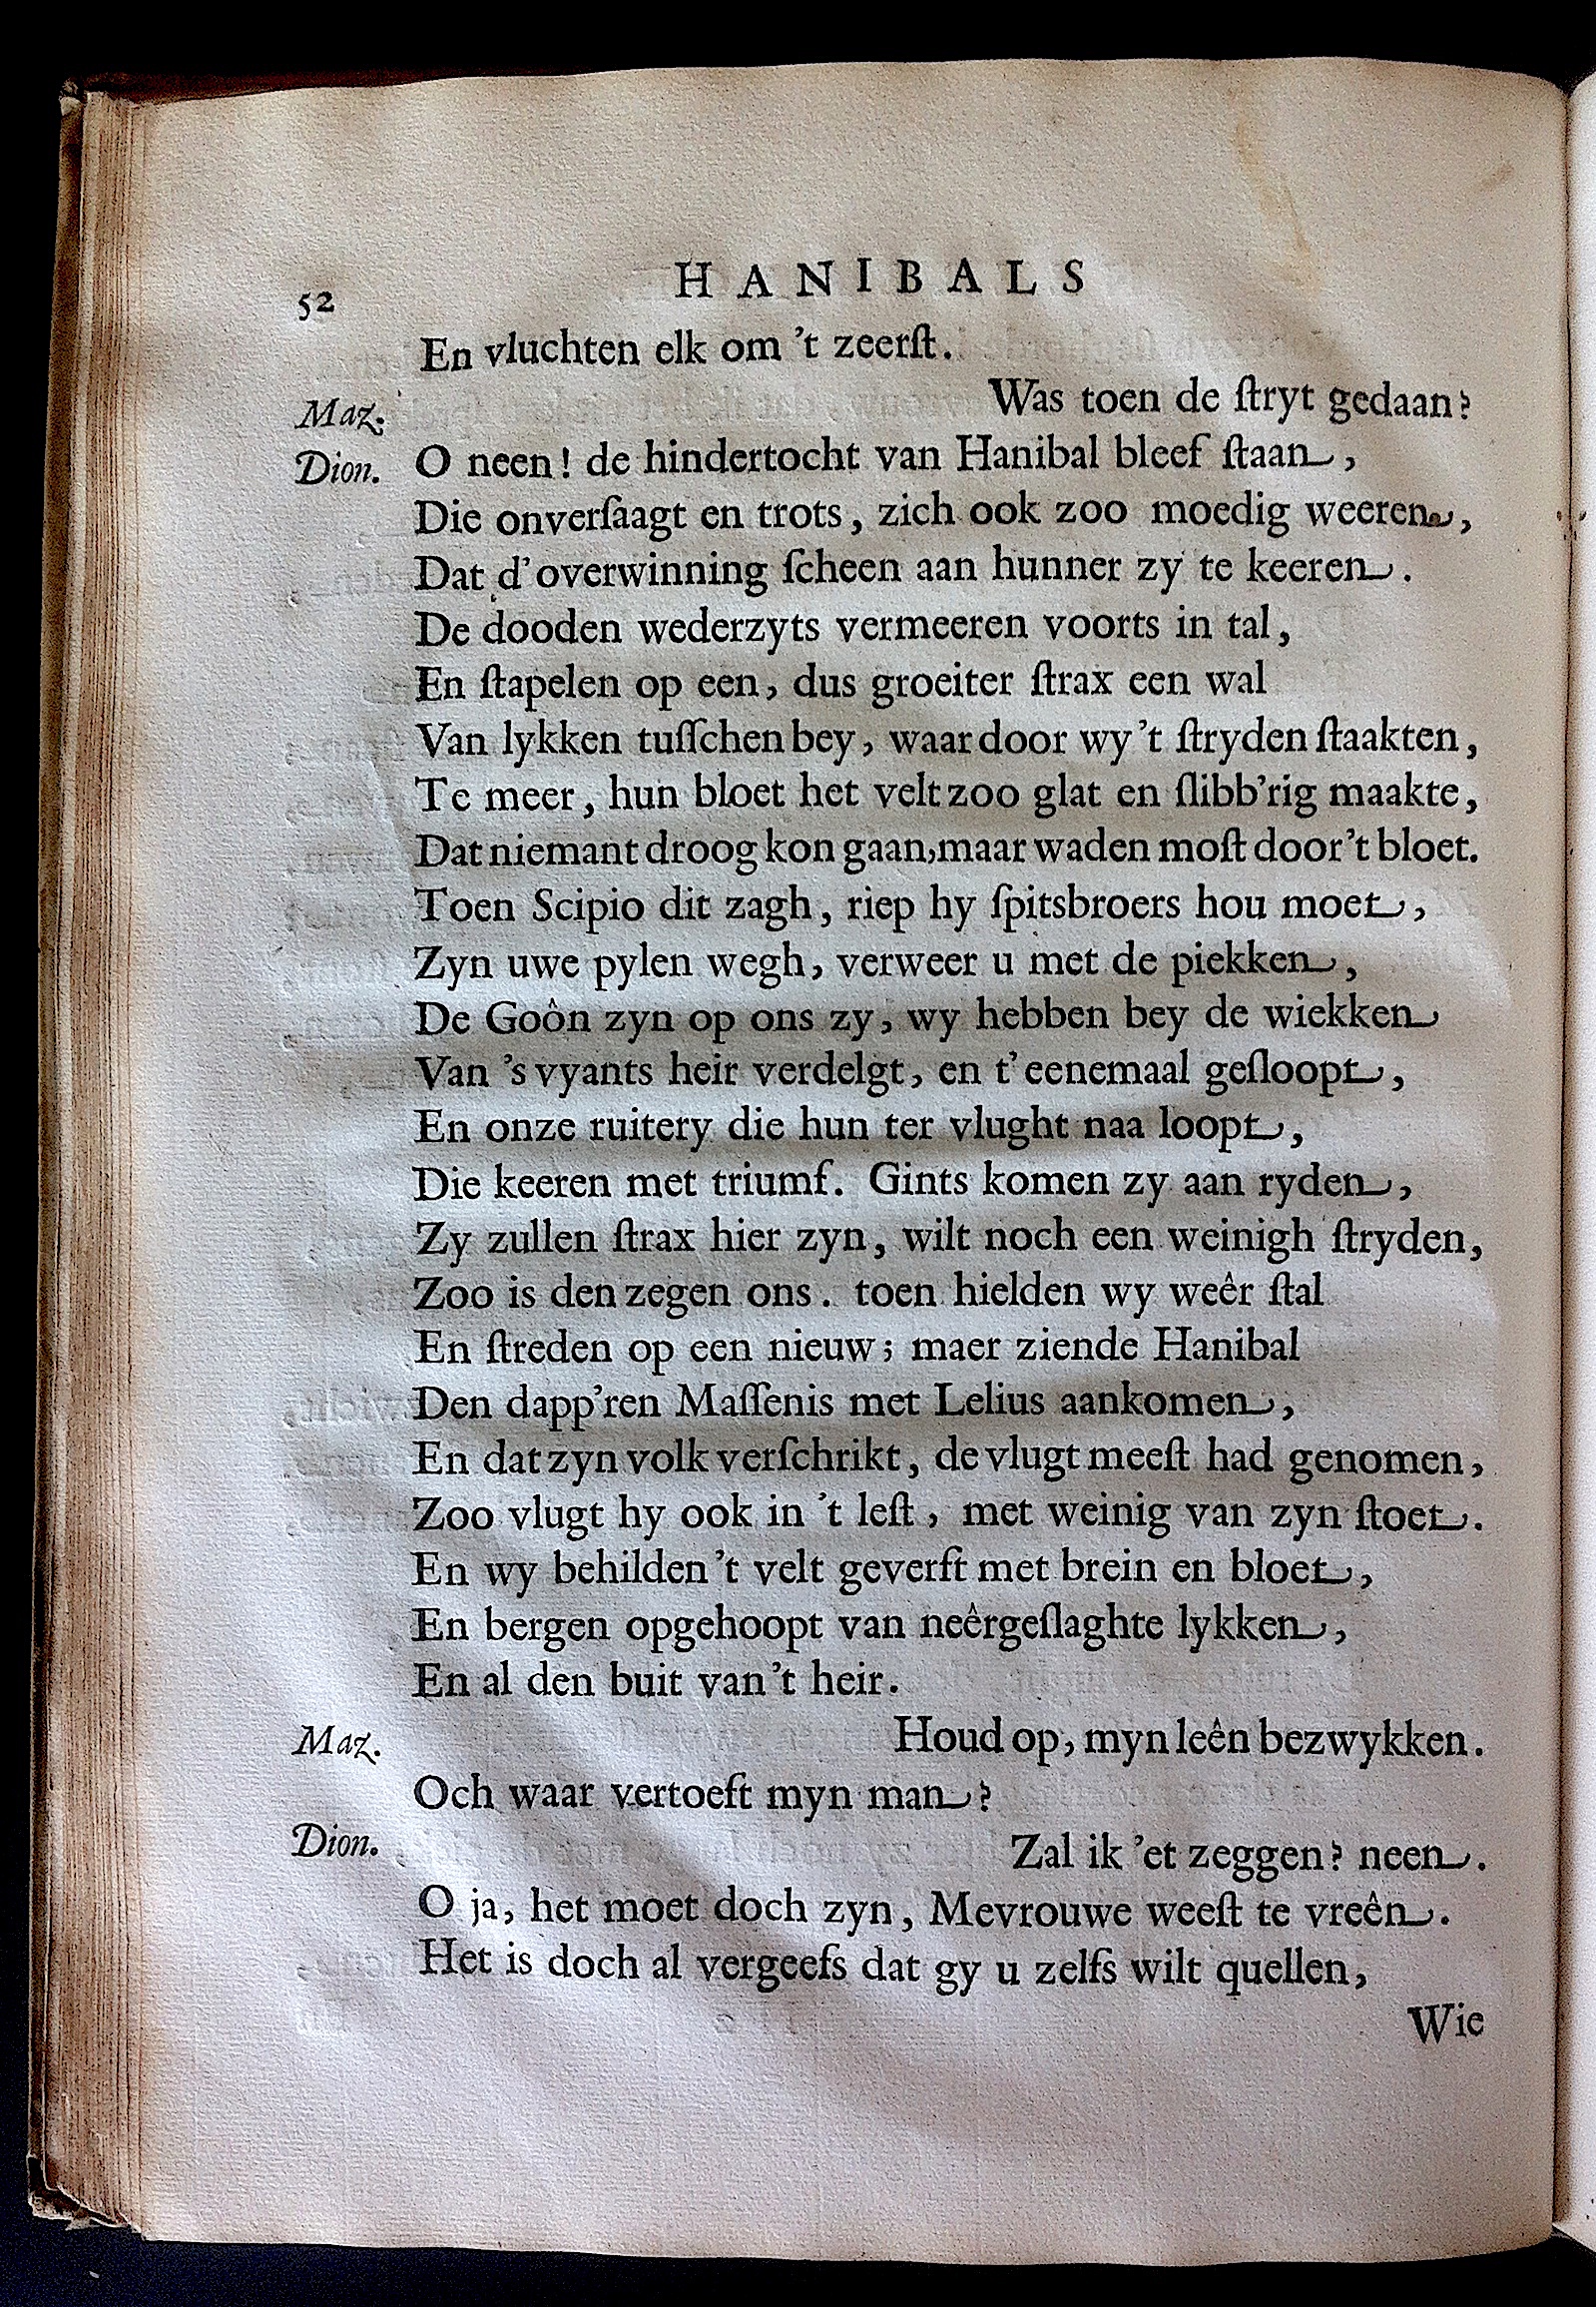 52 HANIBALS
En vluchten elk om 't zeerſt.
Maz. Was toen de ſtryt gedaan?
Dion. O neen! de hindertocht van Hanibal bleef ſtaan,
Die onverſaagt en trots, zich ook zoo moedig weeren,
Dat d'overwinning ſcheen aan hunner zy te keeren.
De dooden wederzyts vermeeren voorts in tal,
En ſtapelen op een, dus groeiter ſtrax een wal
Van lykken tuſſchen bey, waar door wy 't ſtryden ſtaakten,
Te meer, hun bloet het velt zoo glat en ſlibb'rig maakte,
Dat niemant droog kon gaan, maar waden moſt door 't bloet.
Toen Scipio dit zagh, riep hy ſpitsbroers hou moet,
Zyn uwe pylen wegh, verweer u met de piekken,
De Goôn zyn op ons zy, wy hebben bey de wiekken
Van 's vyants heir verdelgt, en t'eenemaal geſloopt,
En onze ruitery die hun ter vlught naa loopt,
Die keeren met triumf. Gints komen zy aan ryden,
Zy zullen ſtrax hier zyn, wilt noch een weinigh ſtryden,
Zoo is den zegen ons. toen hielden wy weêr ſtal
En ſtreden op een nieuw; maer ziende Hanibal
Den dapp'ren Maſſenis met Lelius aankomen,
En dat zyn volk verſchrikt, de vlugt meeſt had genomen,
Zoo vlugt hy ook in 't leſt, met weinig van zyn ſtoet.
En wy behilden 't velt geverft met brein en bloet,
En bergen opgehoopt van neêrgeſlaghte lykken,
En al den buit van 't heir.
Maz. Houd op, myn leên bezwykken.
Och waar vertoeft myn man?
Dion. Zal ik 'et zeggen? neen.
O ja, het moet doch zyn, Mevrouwe weeſt te vreên.
Het is doch al vergeefs dat gy u zelfs wilt quellen,
Wie